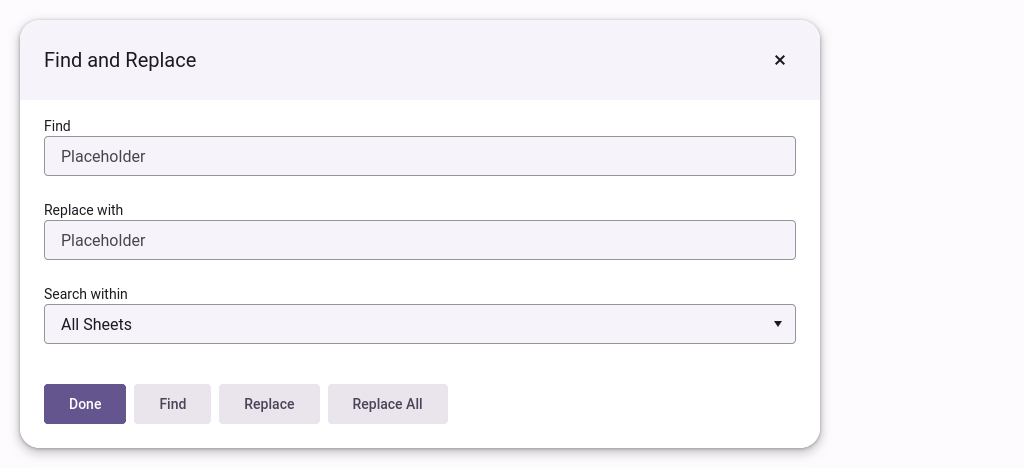 Find and Replace ×
Find
Placeholder
Replace with
Placeholder
Search within
All Sheets
Done Find Replace Replace All